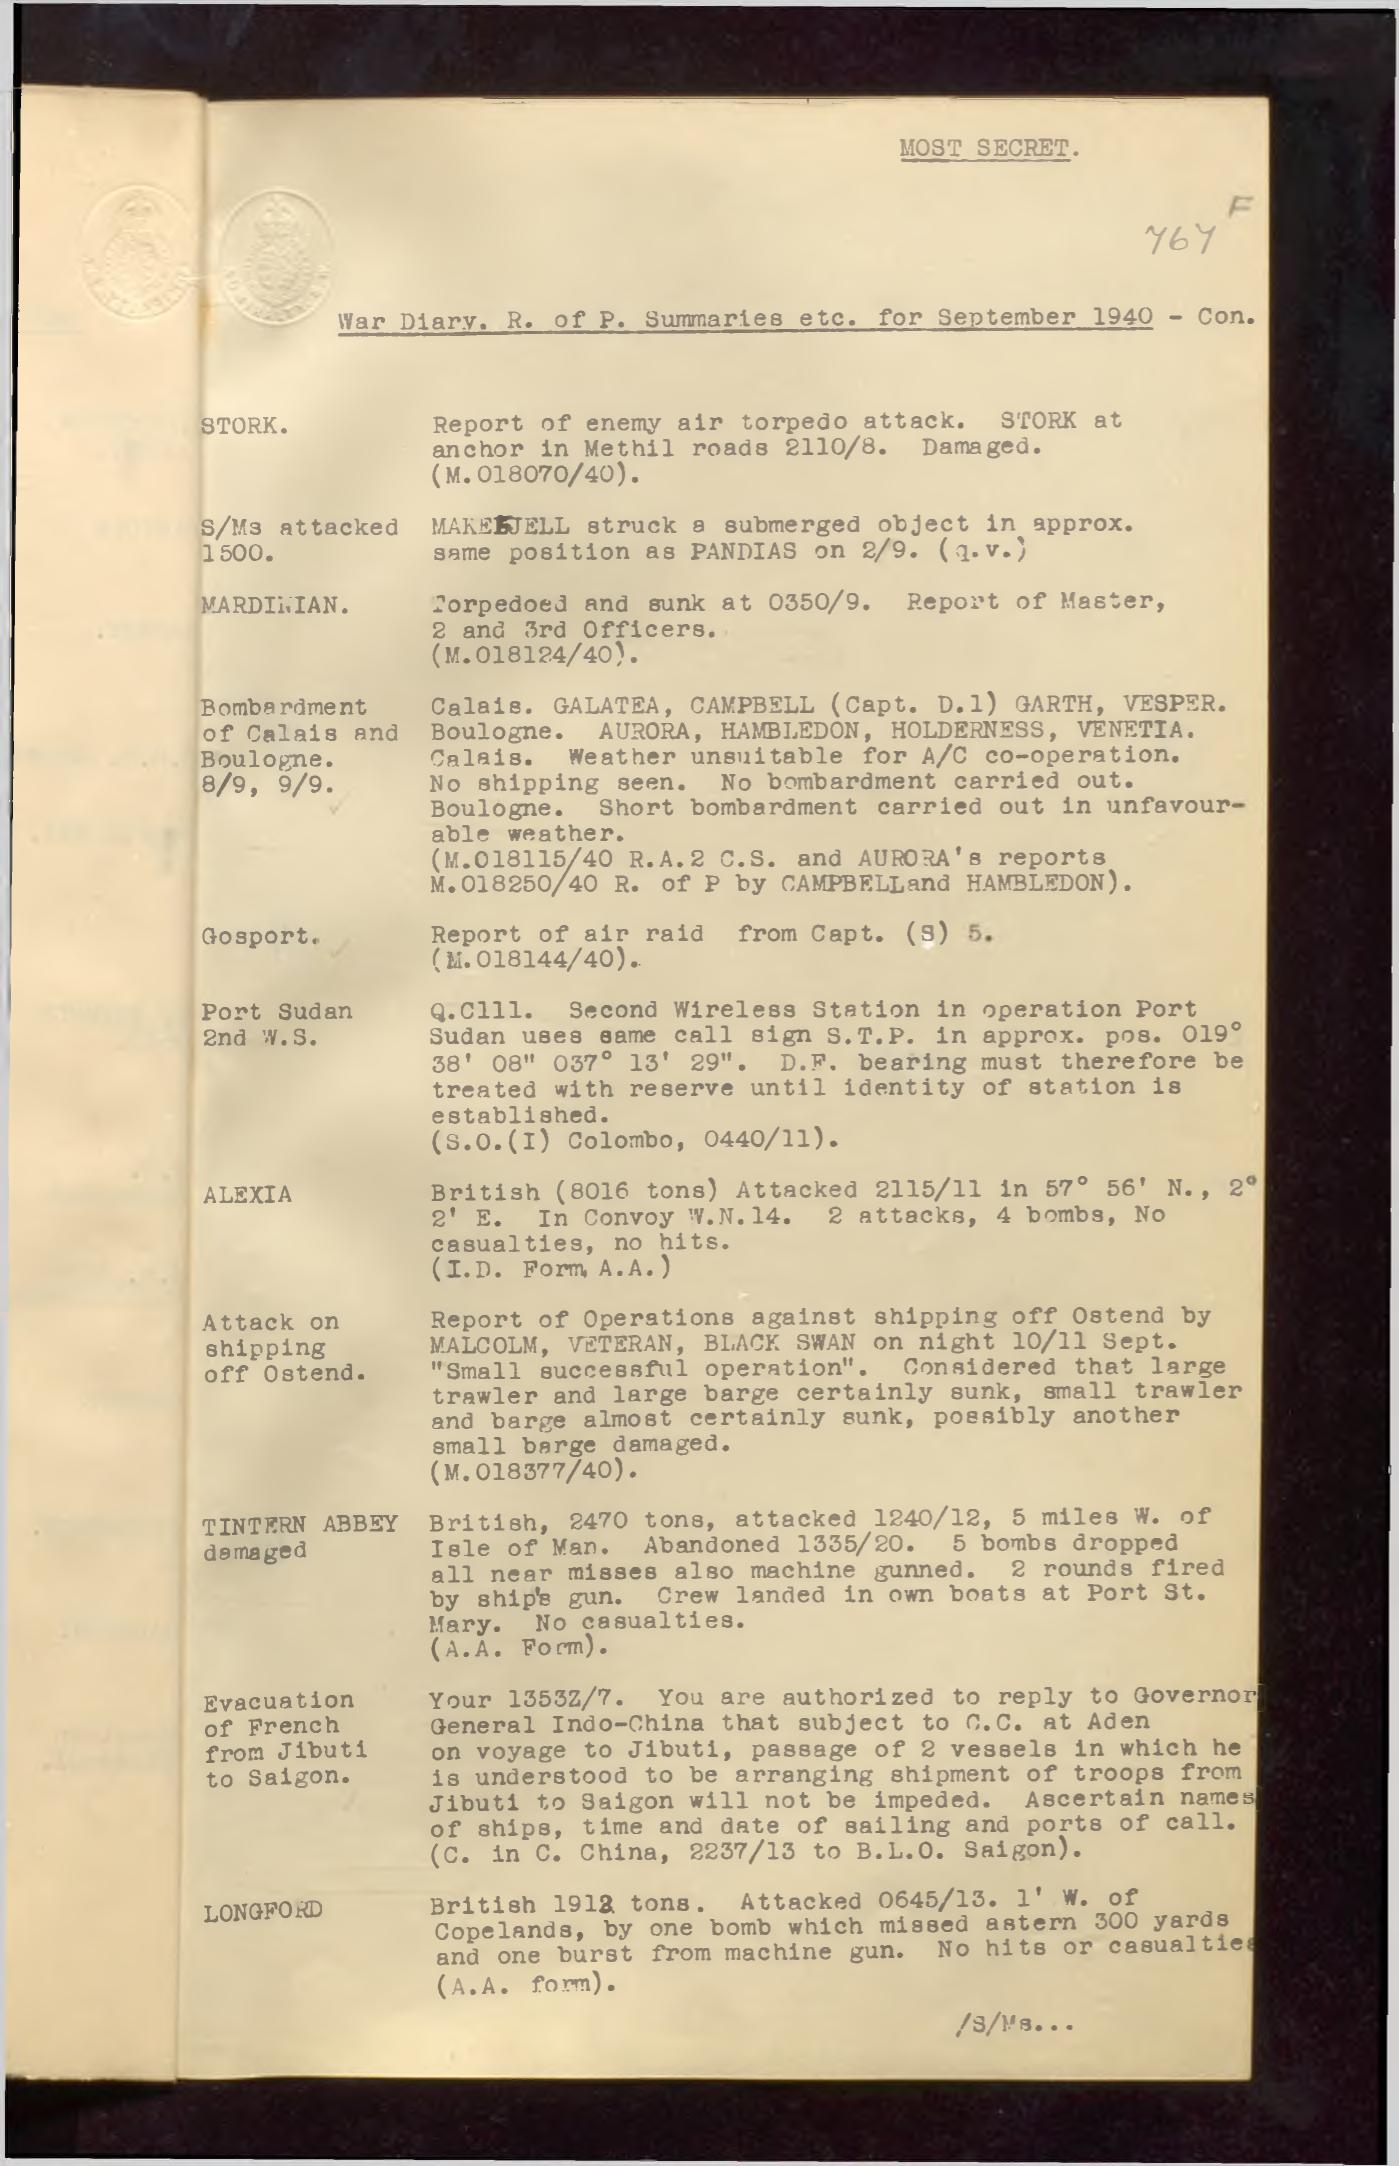 MOST SECRET.
F
767
War Diary. R. of P. Summaries etc. for September 1940 - Con.
STORK.
Report of enemy air torpedo attack. STORK at
anchor in Methil roads 2110/8. Damaged.
(M.018070/40).
S/Ms attacked
1500.
struck a submerged object in approx.
same position as PANDIAS on 2/9. (q.v.)
MARDINIAN.
Torpedoed and sunk at 0350/9. Report of Master,
2 and 3rd Officers.
(M.018124/40).
Bombardment
of Calais and
Boulogne.
8/9, 9/9.
Calais. GALATEA, CAMPBELL (Capt. D.1) GARTH, VESPER.
Boulogne. AURORA, HAMBLEDON, HOLDERNESS, VENETIA.
Calais. Weather unsuitable for A/C co-operation.
No shipping seen. No bombardment carried out.
Boulogne. Short bombardment carried out in unfavour-
able weather.
(M.018115/40 R.A.2 C.S. and AURORA's reports
M.018250/40 R. of P by CAMPBELLand HAMBLEDON).
Gosport.
Report of air raid from Capt. (S) 5.
(M.018144/40).
Port Sudan
2nd W.S.
Q.C111. Second Wireless Station in operation Port
Sudan uses same call sign S.T.P. in approx. pos. 019°
38' 08" 037° 13' 29". D.F. bearing must therefore be
treated with reserve until identity of station is
established.
(S.O.(I) Colombo, 0440/11).
ALEXIA
British (8016 tons) Attacked 2115/11 in 57° 56' N., 2°
2' E. In Convoy W.N.14. 2 attacks, 4 bombs, No
casualties, no hits.
(I.D. Form A.A.)
Attack on
shipping
off Ostend.
Report of Operations against shipping off Ostend by
MALCOLM, VETERAN, BLACK SWAN on night 10/11 Sept.
"Small successful operation". Considered that large
trawler and large barge certainly sunk, small trawler
and barge almost certainly sunk, possibly another
small barge damaged.
(M.018377/40).
TINTERN ABBEY
damaged
British, 2470 tons, attacked 1240/12, 5 miles W. of
Isle of Man. Abandoned 1335/20. 5 bombs dropped
all near misses also machine gunned. 2 rounds fired
by ship's gun. Crew landed in own boats at Port St.
Mary. No casualties.
(A.A. Form).
Evacuation
of French
from Jibuti
to Saigon.
Your 1353Z/7. You are authorized to reply to Governor
General Indo-China that subject to C.C. at Aden
on voyage to Jibuti, passage of 2 vessels in which he
is understood to be arranging shipment of troops from
Jibuti to Saigon will not be impeded. Ascertain names
of ships, time and date of sailing and ports of call.
(C. in C. China, 2237/13 to B.L.O. Saigon).
LONGFORD
British 1912 tons. Attacked 0645/13. 1' W. of
Copelands, by one bomb which missed astern 300 yards
and one burst from machine gun. No hits or casualties
(A.A. form).
/S/Ms...